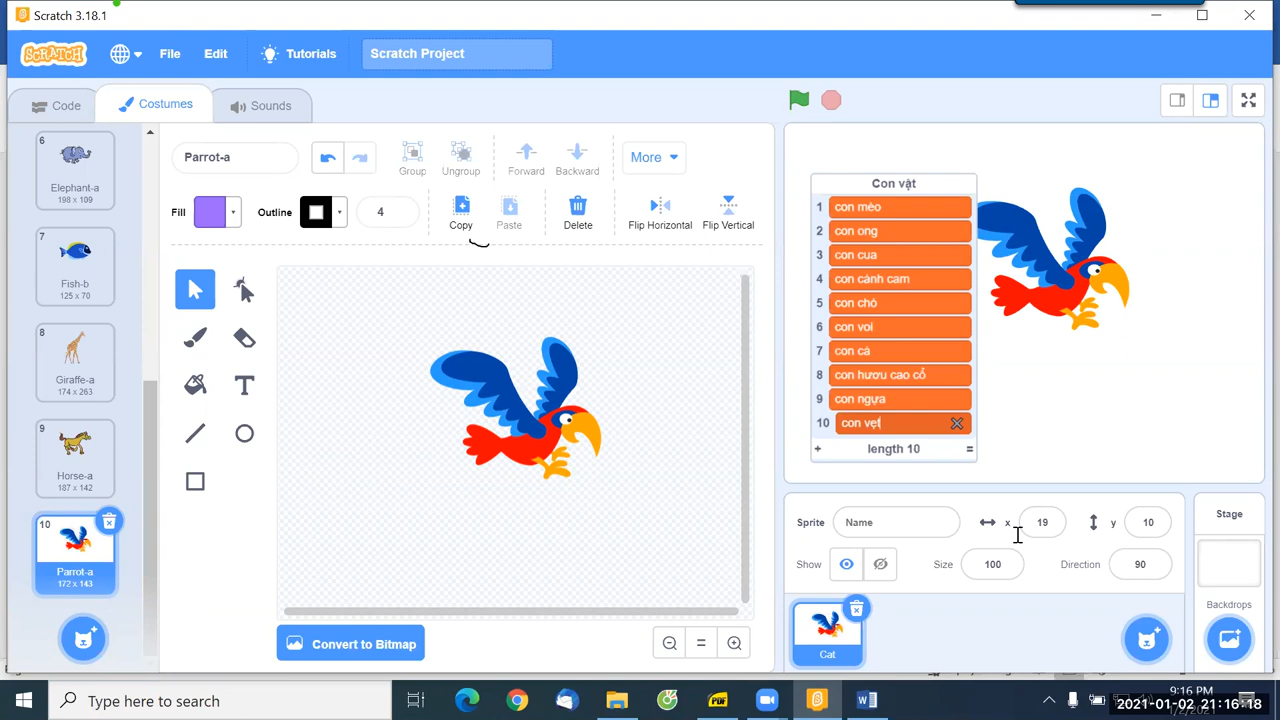 Scratch 3.18.1
SCRATCH
File
Edit
Tutorials
Scratch Project
Code
Costumes
Sounds
6
Elephant-a
198 x 109
7
Fish-b
125 x 70
8
Giraffe-a
174 x 263
9
Horse-a
187 x 142
10
Parrot-a
172 x 143
Parrot-a
Group
Ungroup
Forward
Backward
More
Fill
Outline
4
Copy
Paste
Delete
Flip Horizontal
Flip Vertical
Convert to Bitmap
Con vật
1 con mèo
2 con ong
3 con cua
4 con cánh cam
5 con chó
6 con voi
7 con cá
8 con hươu cao cổ
9 con ngựa
10 con vẹt
+ length 10 =
Sprite Name x 19 y 10
Show Size 100 Direction 90
Cat
Stage
Backdrops
Type here to search
PDF
9:16 PM
2021-01-02 21:16:18